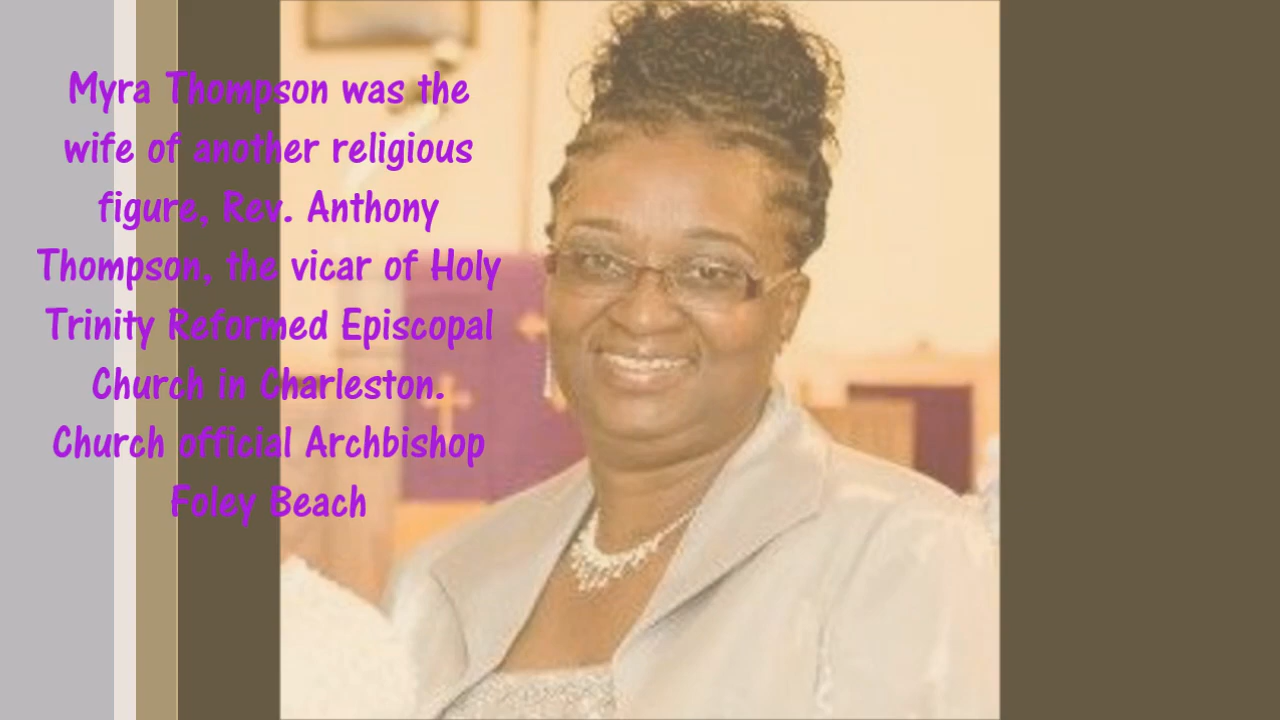 Myra Thompson was the
wife of another religious
figure, Rev. Anthony
Thompson, the vicar of Holy
Trinity Reformed Episcopal
Church in Charleston.
Church official Archbishop
Foley Beach